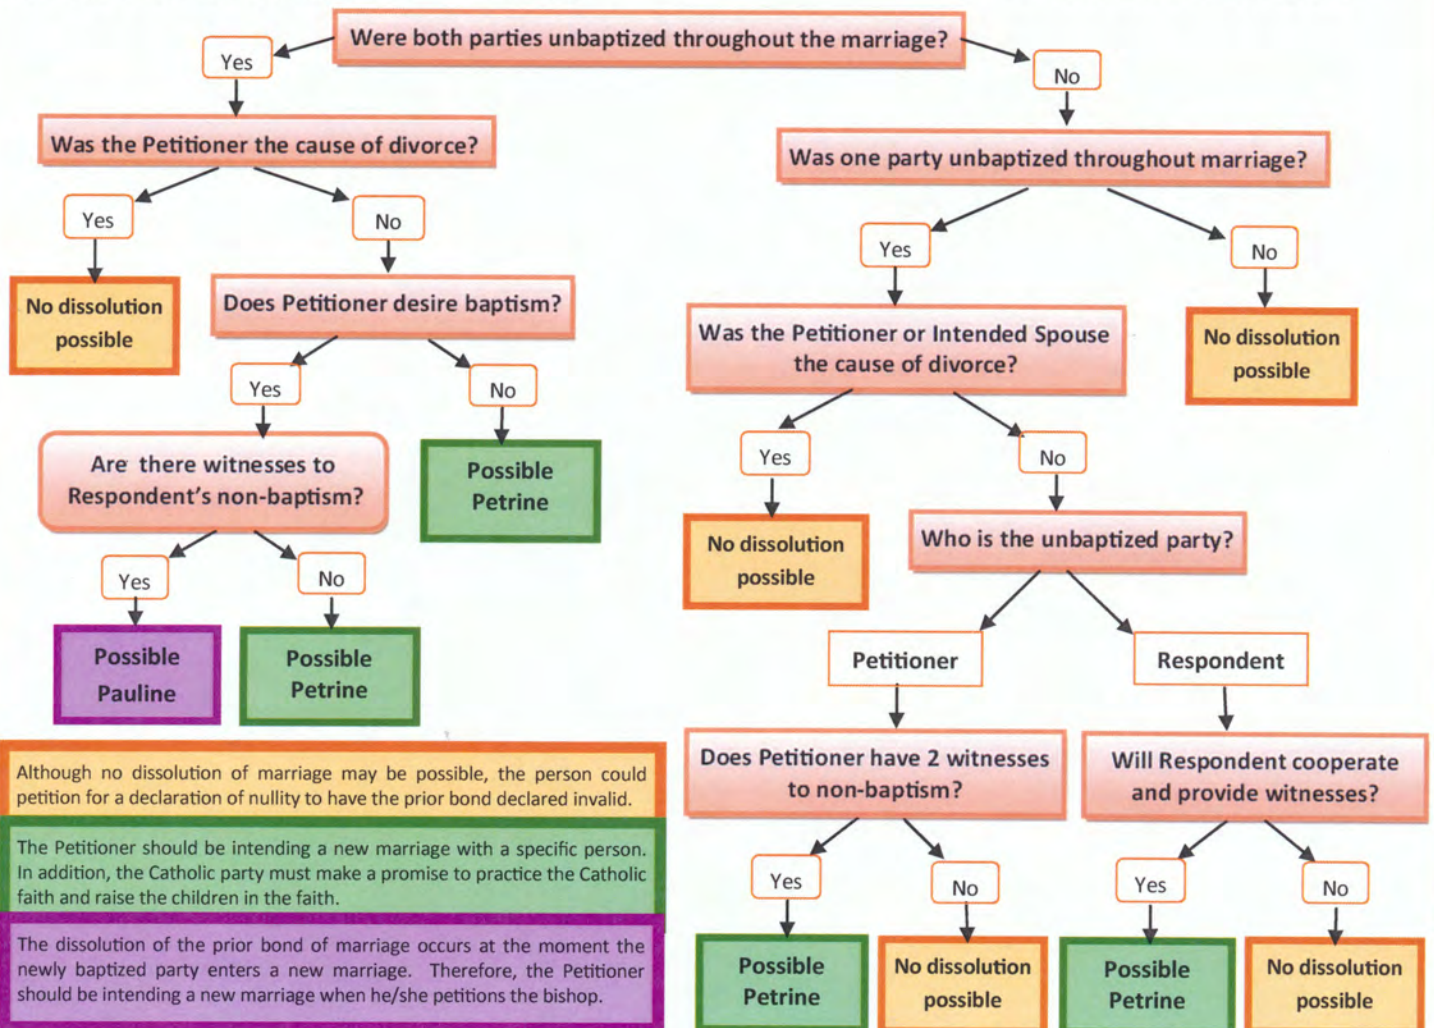 Were both parties unbaptized throughout the marriage?
Yes
No
Was the Petitioner the cause of divorce?
Was one party unbaptized throughout marriage?
Yes
No
Yes
No
No dissolution
possible
Does Petitioner desire baptism?
Was the Petitioner or Intended Spouse
the cause of divorce?
No dissolution
possible
Yes
No
Yes
No
Are there witnesses to
Respondent's non-baptism?
Possible
Petrine
No dissolution
possible
Who is the unbaptized party?
Yes
No
Possible
Pauline
Possible
Petrine
Petitioner
Respondent
Does Petitioner have 2 witnesses
to non-baptism?
Will Respondent cooperate
and provide witnesses?
Yes
No
Yes
No
Possible
Petrine
No dissolution
possible
Possible
Petrine
No dissolution
possible
Although no dissolution of marriage may be possible, the person could
petition for a declaration of nullity to have the prior bond declared invalid.
The Petitioner should be intending a new marriage with a specific person.
In addition, the Catholic party must make a promise to practice the Catholic
faith and raise the children in the faith.
The dissolution of the prior bond of marriage occurs at the moment the
newly baptized party enters a new marriage. Therefore, the Petitioner
should be intending a new marriage when he/she petitions the bishop.